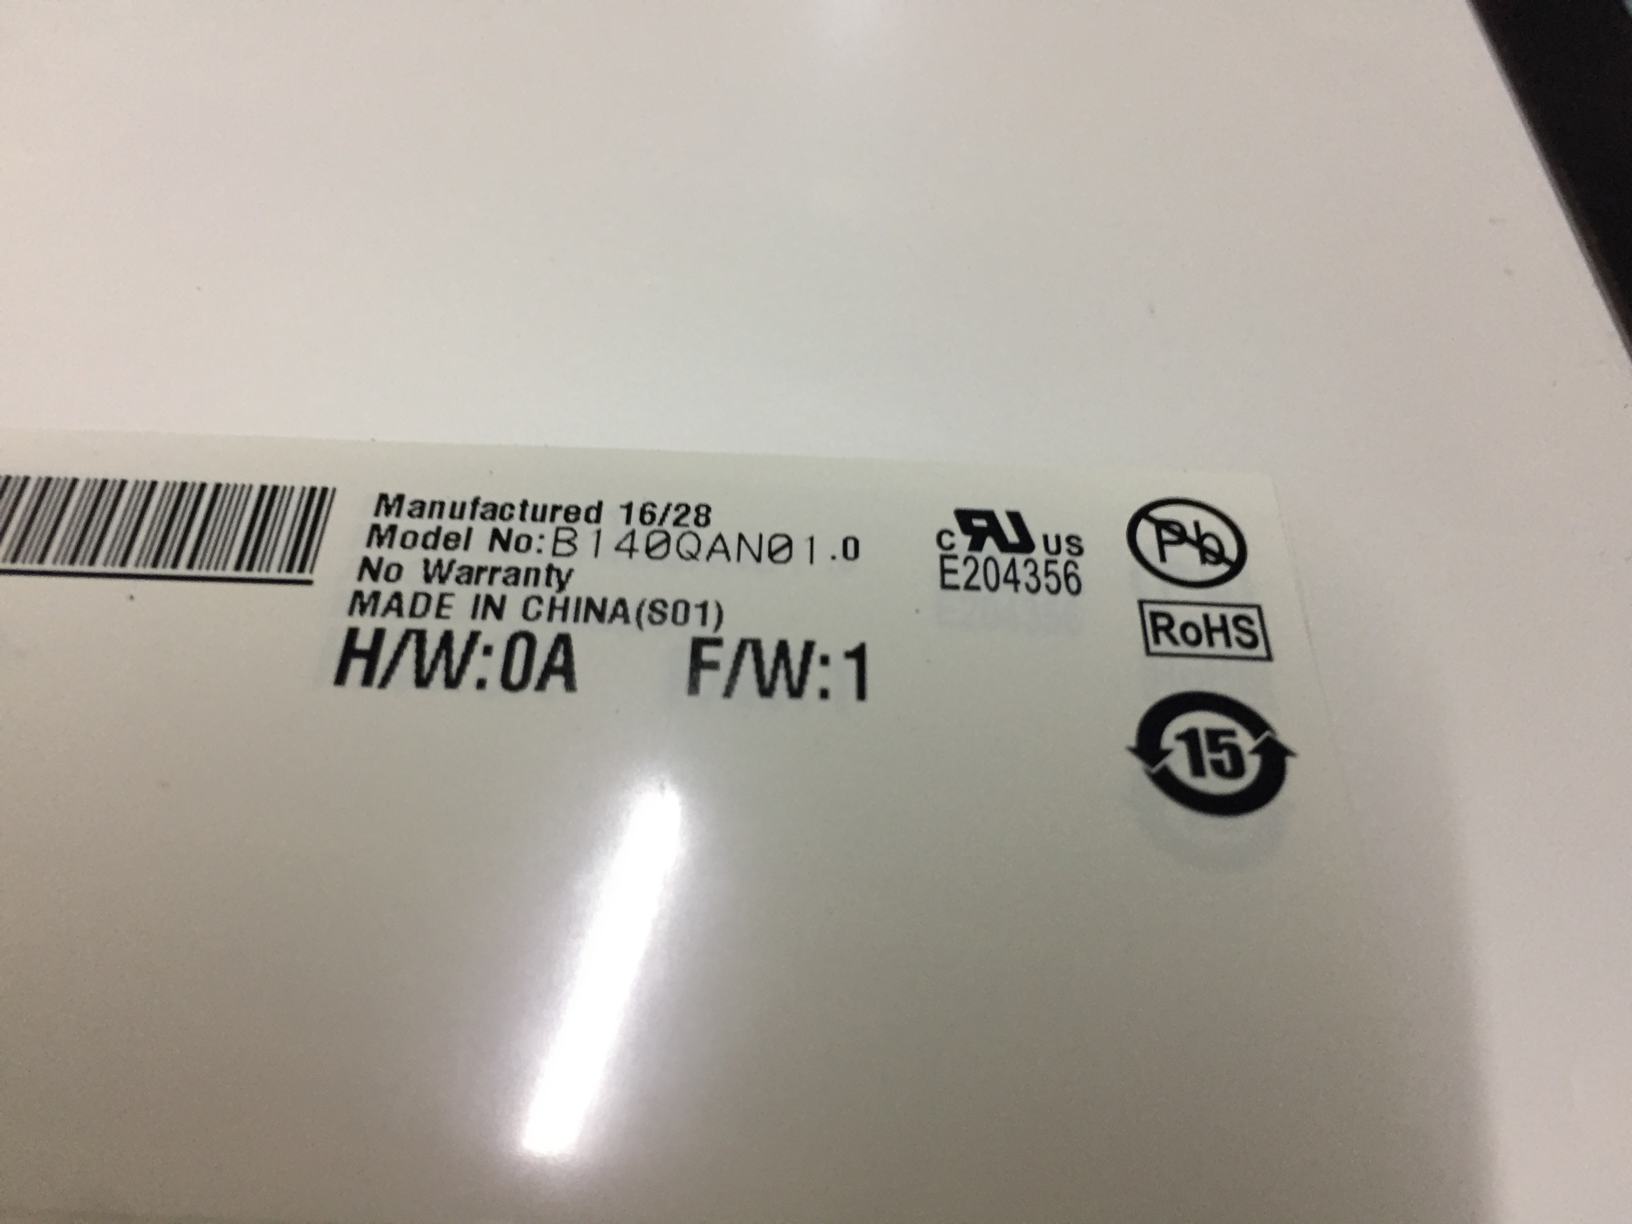 Manufactured 16/28
Model No:B140QAN01.0
No Warranty
MADE IN CHINA(S01)
H/W:0A F/W:1
c RU US
E204356
Pb
RoHS
15